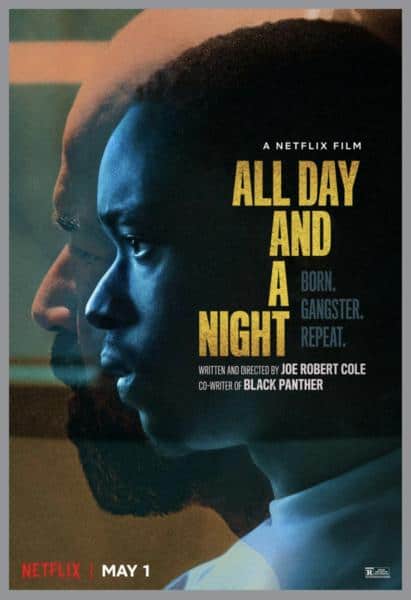 A NETFLIX FILM
ALL DAY
AND
A
NIGHT
BORN.
GANGSTER.
REPEAT.
WRITTEN AND DIRECTED BY JOE ROBERT COLE
CO-WRITER OF BLACK PANTHER
NETFLIX | MAY 1
R